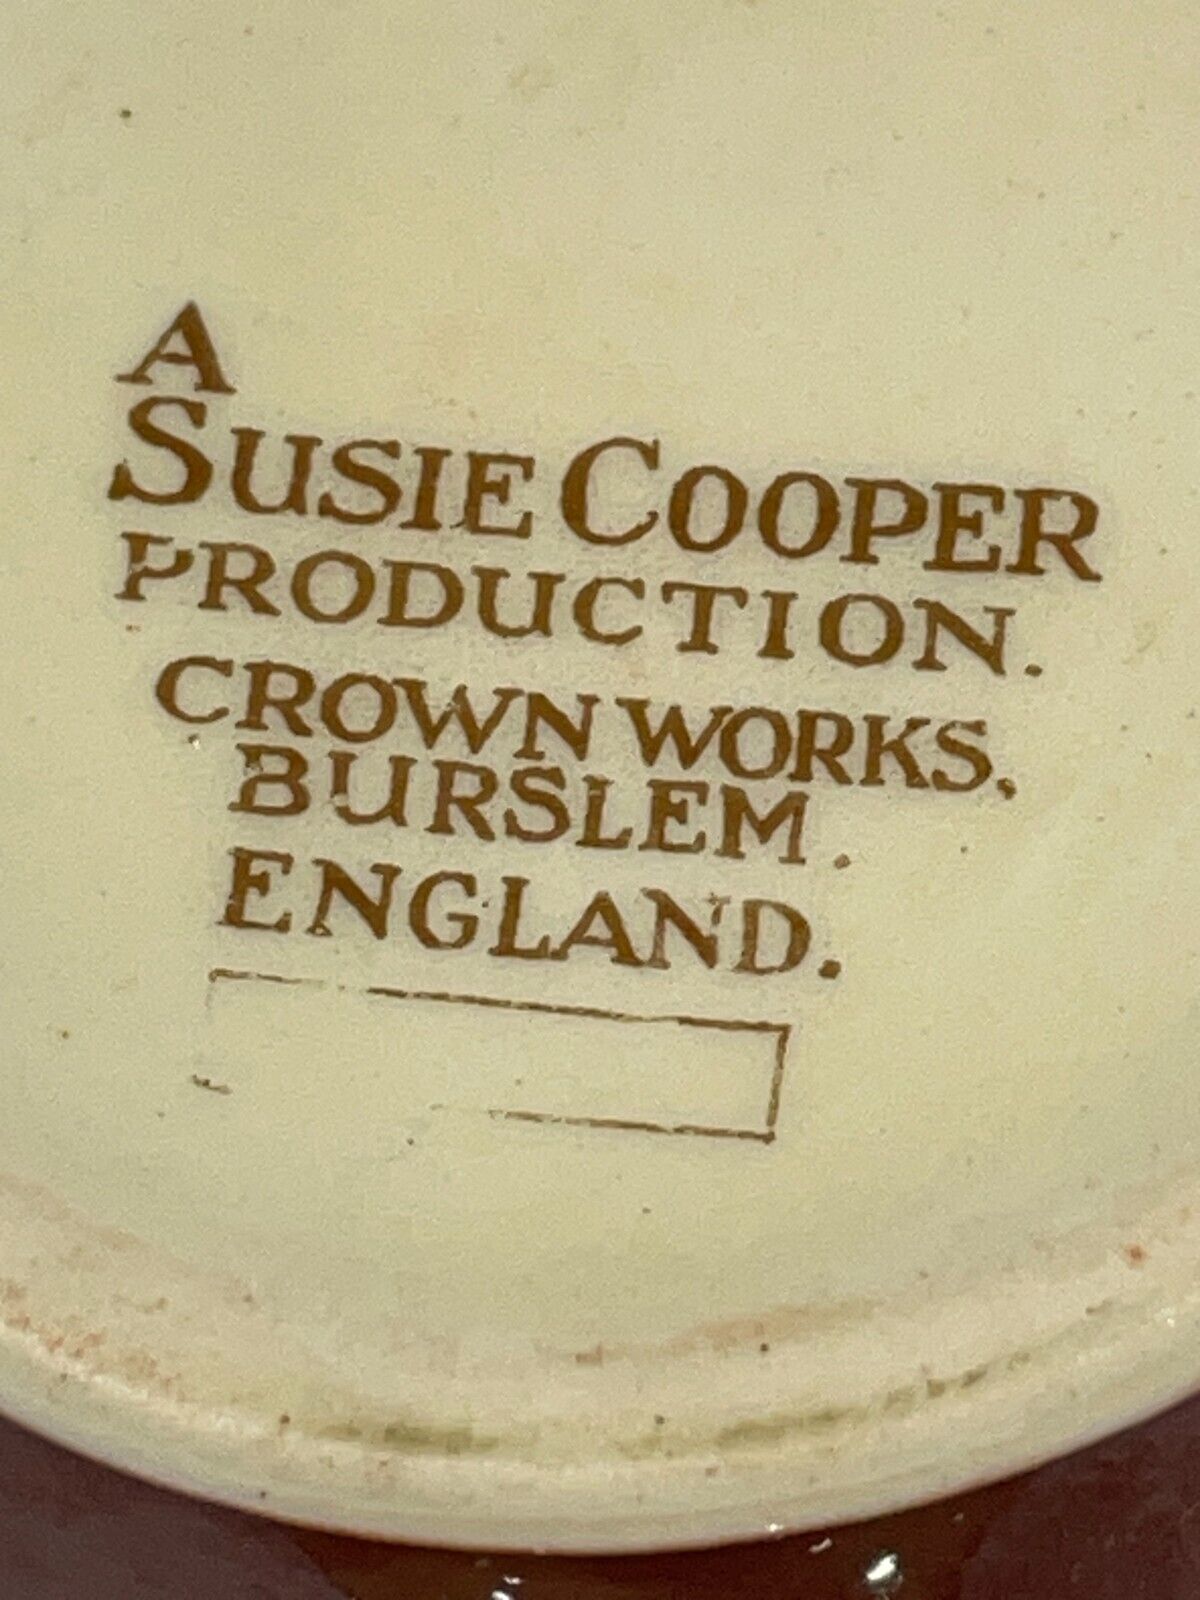 A
SUSIE COOPER
PRODUCTION.
CROWN WORKS,
BURSLEM.
ENGLAND.